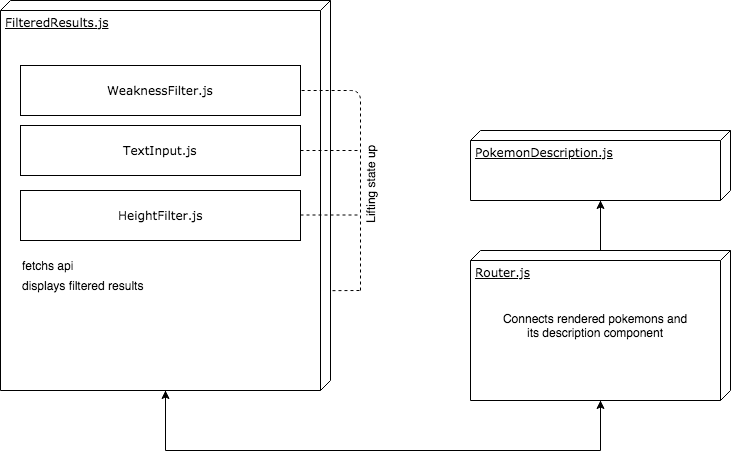 FilteredResults.js
WeaknessFilter.js
TextInput.js
HeightFilter.js
Lifting state up
fetchs api
displays filtered results
PokemonDescription.js
Router.js
Connects rendered pokemons and
its description component